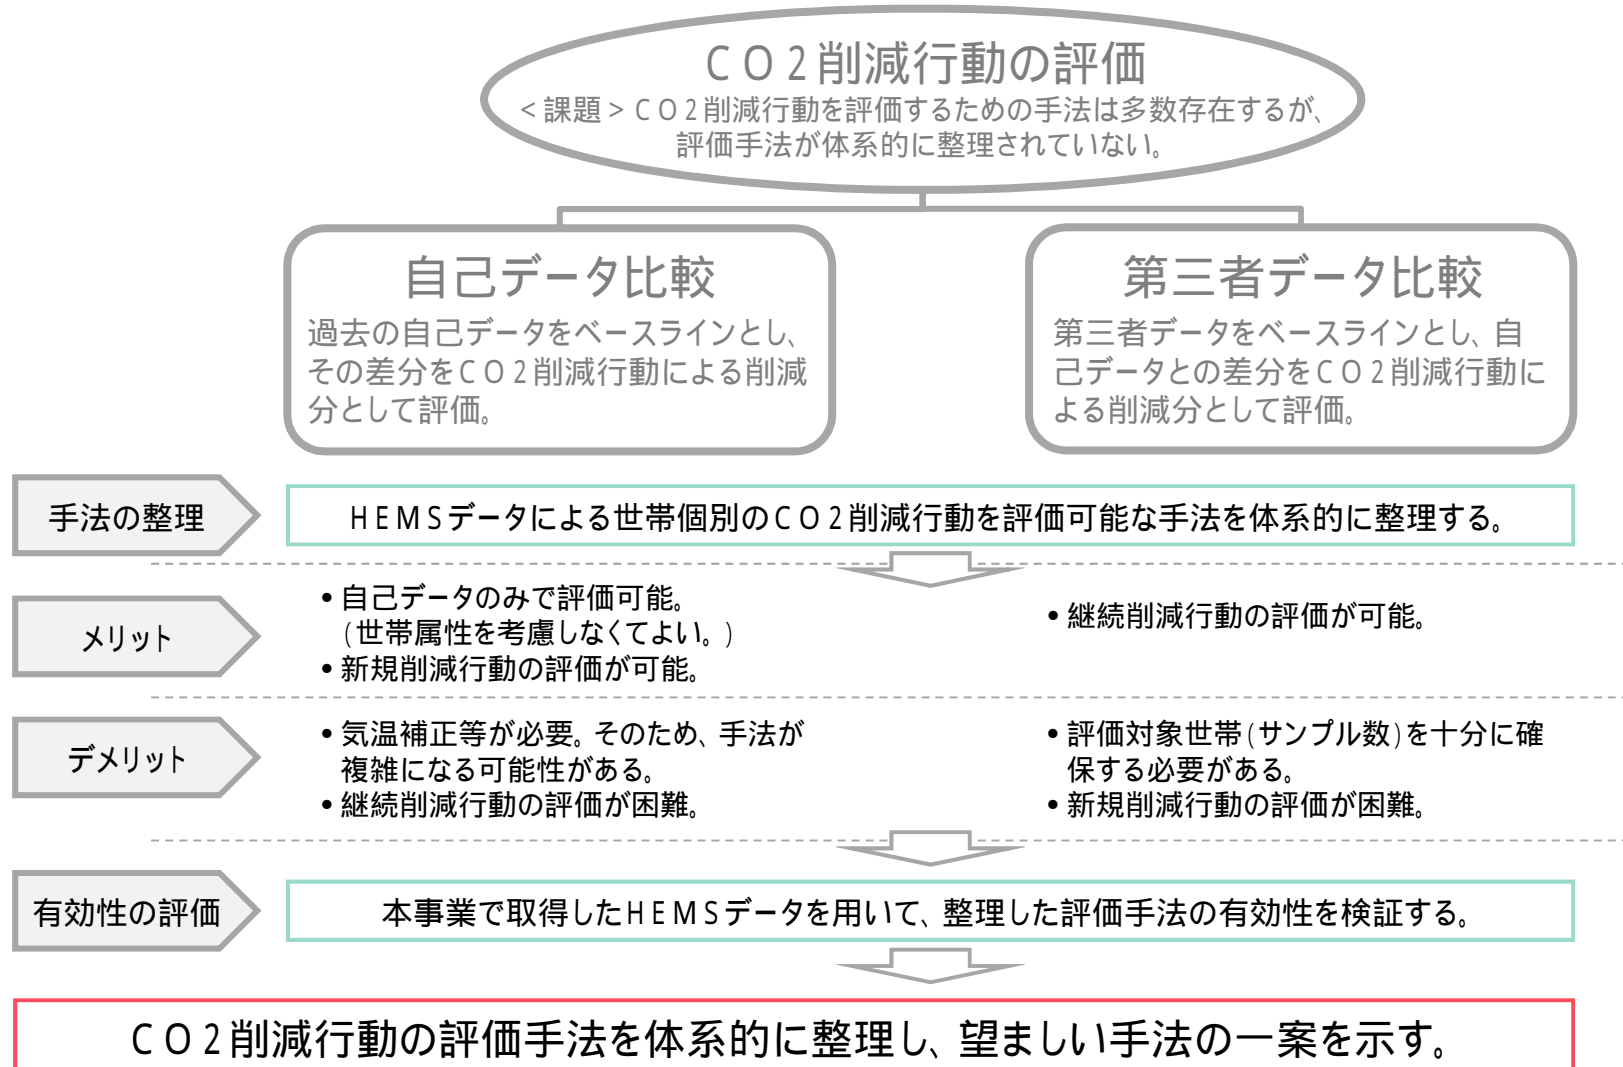 CO2削減行動の評価
<課題>CO2削減行動を評価するための手法は多数存在するが、
評価手法が体系的に整理されていない。
自己データ比較
過去の自己データをベースラインとし、
その差分をCO2削減行動による削減
分として評価。
第三者データ比較
第三者データをベースラインとし、自
己データとの差分をCO2削減行動に
よる削減分として評価。
手法の整理
HEMSデータによる世帯個別のCO2削減行動を評価可能な手法を体系的に整理する。
メリット
•自己データのみで評価可能。
(世帯属性を考慮しなくてよい。)
•新規削減行動の評価が可能。
•継続削減行動の評価が可能。
デメリット
•気温補正等が必要。そのため、手法が
複雑になる可能性がある。
•継続削減行動の評価が困難。
•評価対象世帯(サンプル数)を十分に確
保する必要がある。
•新規削減行動の評価が困難。
有効性の評価
本事業で取得したHEMSデータを用いて、整理した評価手法の有効性を検証する。
CO2削減行動の評価手法を体系的に整理し、望ましい手法の一案を示す。